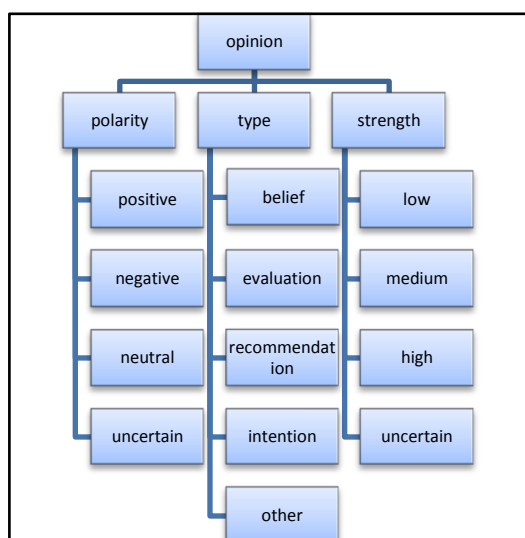 opinion
polarity
type
strength
positive
belief
low
negative
evaluation
medium
neutral
recommendat
ion
high
uncertain
intention
uncertain
other